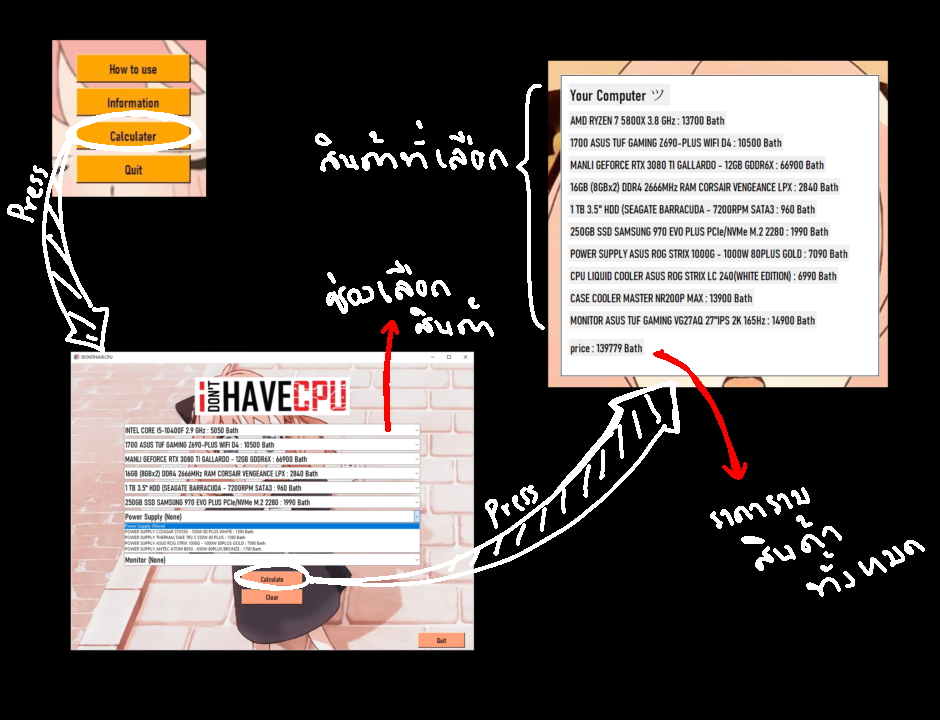 How to use
Information
Calculater
Quit
Press
สินค้าที่เลือก
Your Computer ツ
AMD RYZEN 7 5800X 3.8 GHz : 13700 Bath
1700 ASUS TUF GAMING Z690-PLUS WIFI D4 : 10500 Bath
MANLI GEFORCE RTX 3080 TI GALLARDO - 12GB GDDR6X : 66900 Bath
16GB (8GBx2) DDR4 2666MHz RAM CORSAIR VENGEANCE LPX : 2840 Bath
1 TB 3.5" HDD (SEAGATE BARRACUDA - 7200RPM SATA3 : 960 Bath
250GB SSD SAMSUNG 970 EVO PLUS PCIe/NVMe M.2 2280 : 1990 Bath
POWER SUPPLY ASUS ROG STRIX 1000G - 1000W 80PLUS GOLD : 7090 Bath
CPU LIQUID COOLER ASUS ROG STRIX LC 240(WHITE EDITION) : 6990 Bath
CASE COOLER MASTER NR200P MAX : 13900 Bath
MONITOR ASUS TUF GAMING VG27AQ 27"IPS 2K 165Hz : 14900 Bath
price : 139779 Bath
ช่องเลือก
สินค้า
IDONTHAVECPU
i DON'T HAVECPU
INTEL CORE I5-10400F 2.9 GHz : 5050 Bath
1700 ASUS TUF GAMING Z690-PLUS WIFI D4 : 10500 Bath
MANLI GEFORCE RTX 3080 TI GALLARDO - 12GB GDDR6X : 66900 Bath
16GB (8GBx2) DDR4 2666MHz RAM CORSAIR VENGEANCE LPX : 2840 Bath
1 TB 3.5" HDD (SEAGATE BARRACUDA - 7200RPM SATA3 : 960 Bath
250GB SSD SAMSUNG 970 EVO PLUS PCIe/NVMe M.2 2280 : 1990 Bath
Power Supply (None)
Power Supply (None)
POWER SUPPLY COUGAR STX550 - 550W 80 PLUS WHITE : 1590 Bath
POWER SUPPLY THERMALTAKE TR2 S 550W 80 PLUS : 1590 Bath
POWER SUPPLY ASUS ROG STRIX 1000G - 1000W 80PLUS GOLD : 7090 Bath
POWER SUPPLY ANTEC ATOM B650 - 650W 80PLUS BRONZE : 1790 Bath
Monitor (None)
Calculate
Clear
Quit
Press
ราคารวม
สินค้า
ทั้งหมด